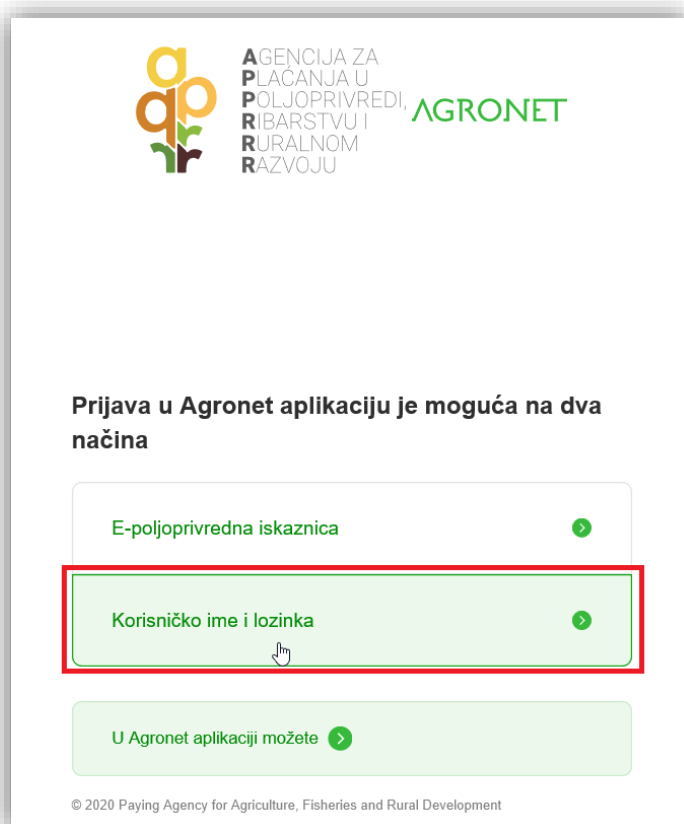 AGENCIJA ZA
PLAĆANJA U
POLJOPRIVREDI,
RIBARSTVU I
RURALNOM
RAZVOJU
AGRONET
Prijava u Agronet aplikaciju je moguća na dva
načina
E-poljoprivredna iskaznica
Korisničko ime i lozinka
U Agronet aplikaciji možete
© 2020 Paying Agency for Agriculture, Fisheries and Rural Development